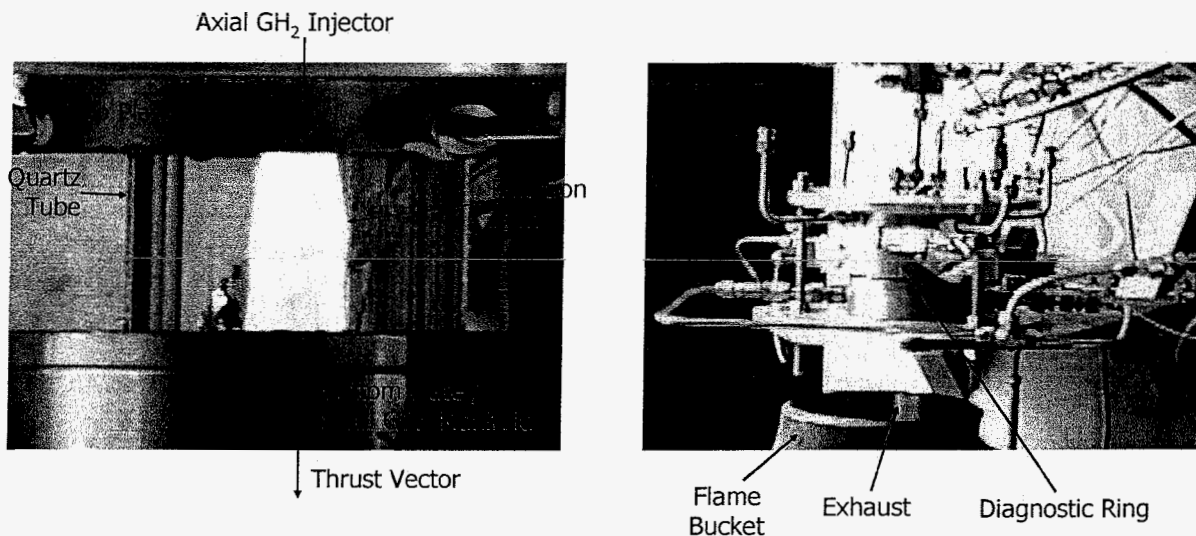 Axial GH₂ Injector
Quartz
Tube
Thrust Vector
Flame
Bucket
Exhaust
Diagnostic Ring